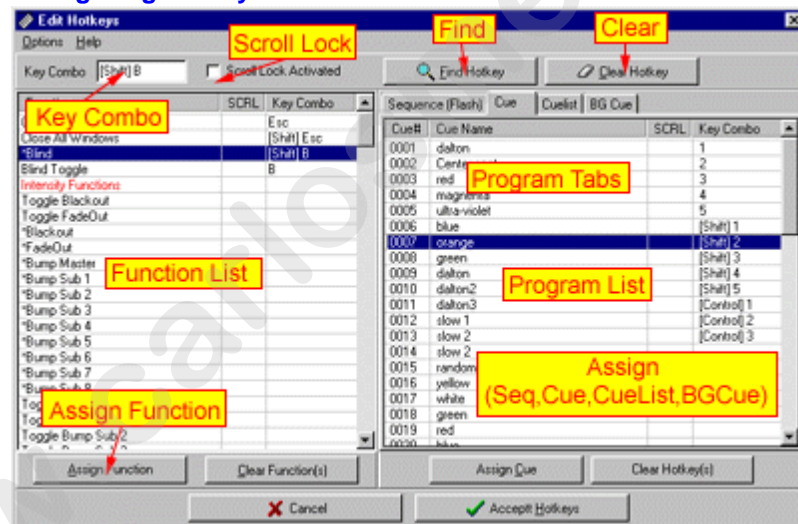 Edit Hotkeys
Options Help
Find
Clear
Scroll Lock
Key Combo [Shift] B
Scroll Lock Activated
Find Hotkey
Clear Hotkey
Key Combo
SCRL Key Combo
Esc
Close All Windows [Shift] Esc
*Blind [Shift] B
Blind Toggle B
Intensity Functions
Toggle Blackout
Toggle FadeOut
*Blackout
*FadeOut
*Bump Master
*Bump Sub 1
*Bump Sub 2
*Bump Sub 3
*Bump Sub 4
*Bump Sub 5
*Bump Sub 6
*Bump Sub 7
*Bump Sub 8
Toggle Bump Sub 2
Function List
Assign Function
Assign Function
Clear Function(s)
Sequence (Flash) Cue Cuelist BG Cue
Cue# Cue Name SCRL Key Combo
0001 dalton 1
0002 2
0003 red 3
0004 magnenta 4
0005 ultra-violet 5
0006 blue [Shift] 1
0007 orange [Shift] 2
0008 green [Shift] 3
0009 dalton [Shift] 4
0010 dalton2 [Shift] 5
0011 dalton3 [Control] 1
0012 slow 1 [Control] 2
0013 slow 2 [Control] 3
0014 slow 2
0015 random
0016 yellow
0017 white
0018 green
0019 red
0020 blue
Program Tabs
Program List
Assign
(Seq,Cue,CueList,BGCue)
Assign Cue
Clear Hotkey(s)
Cancel
Acceptt Hotkeys